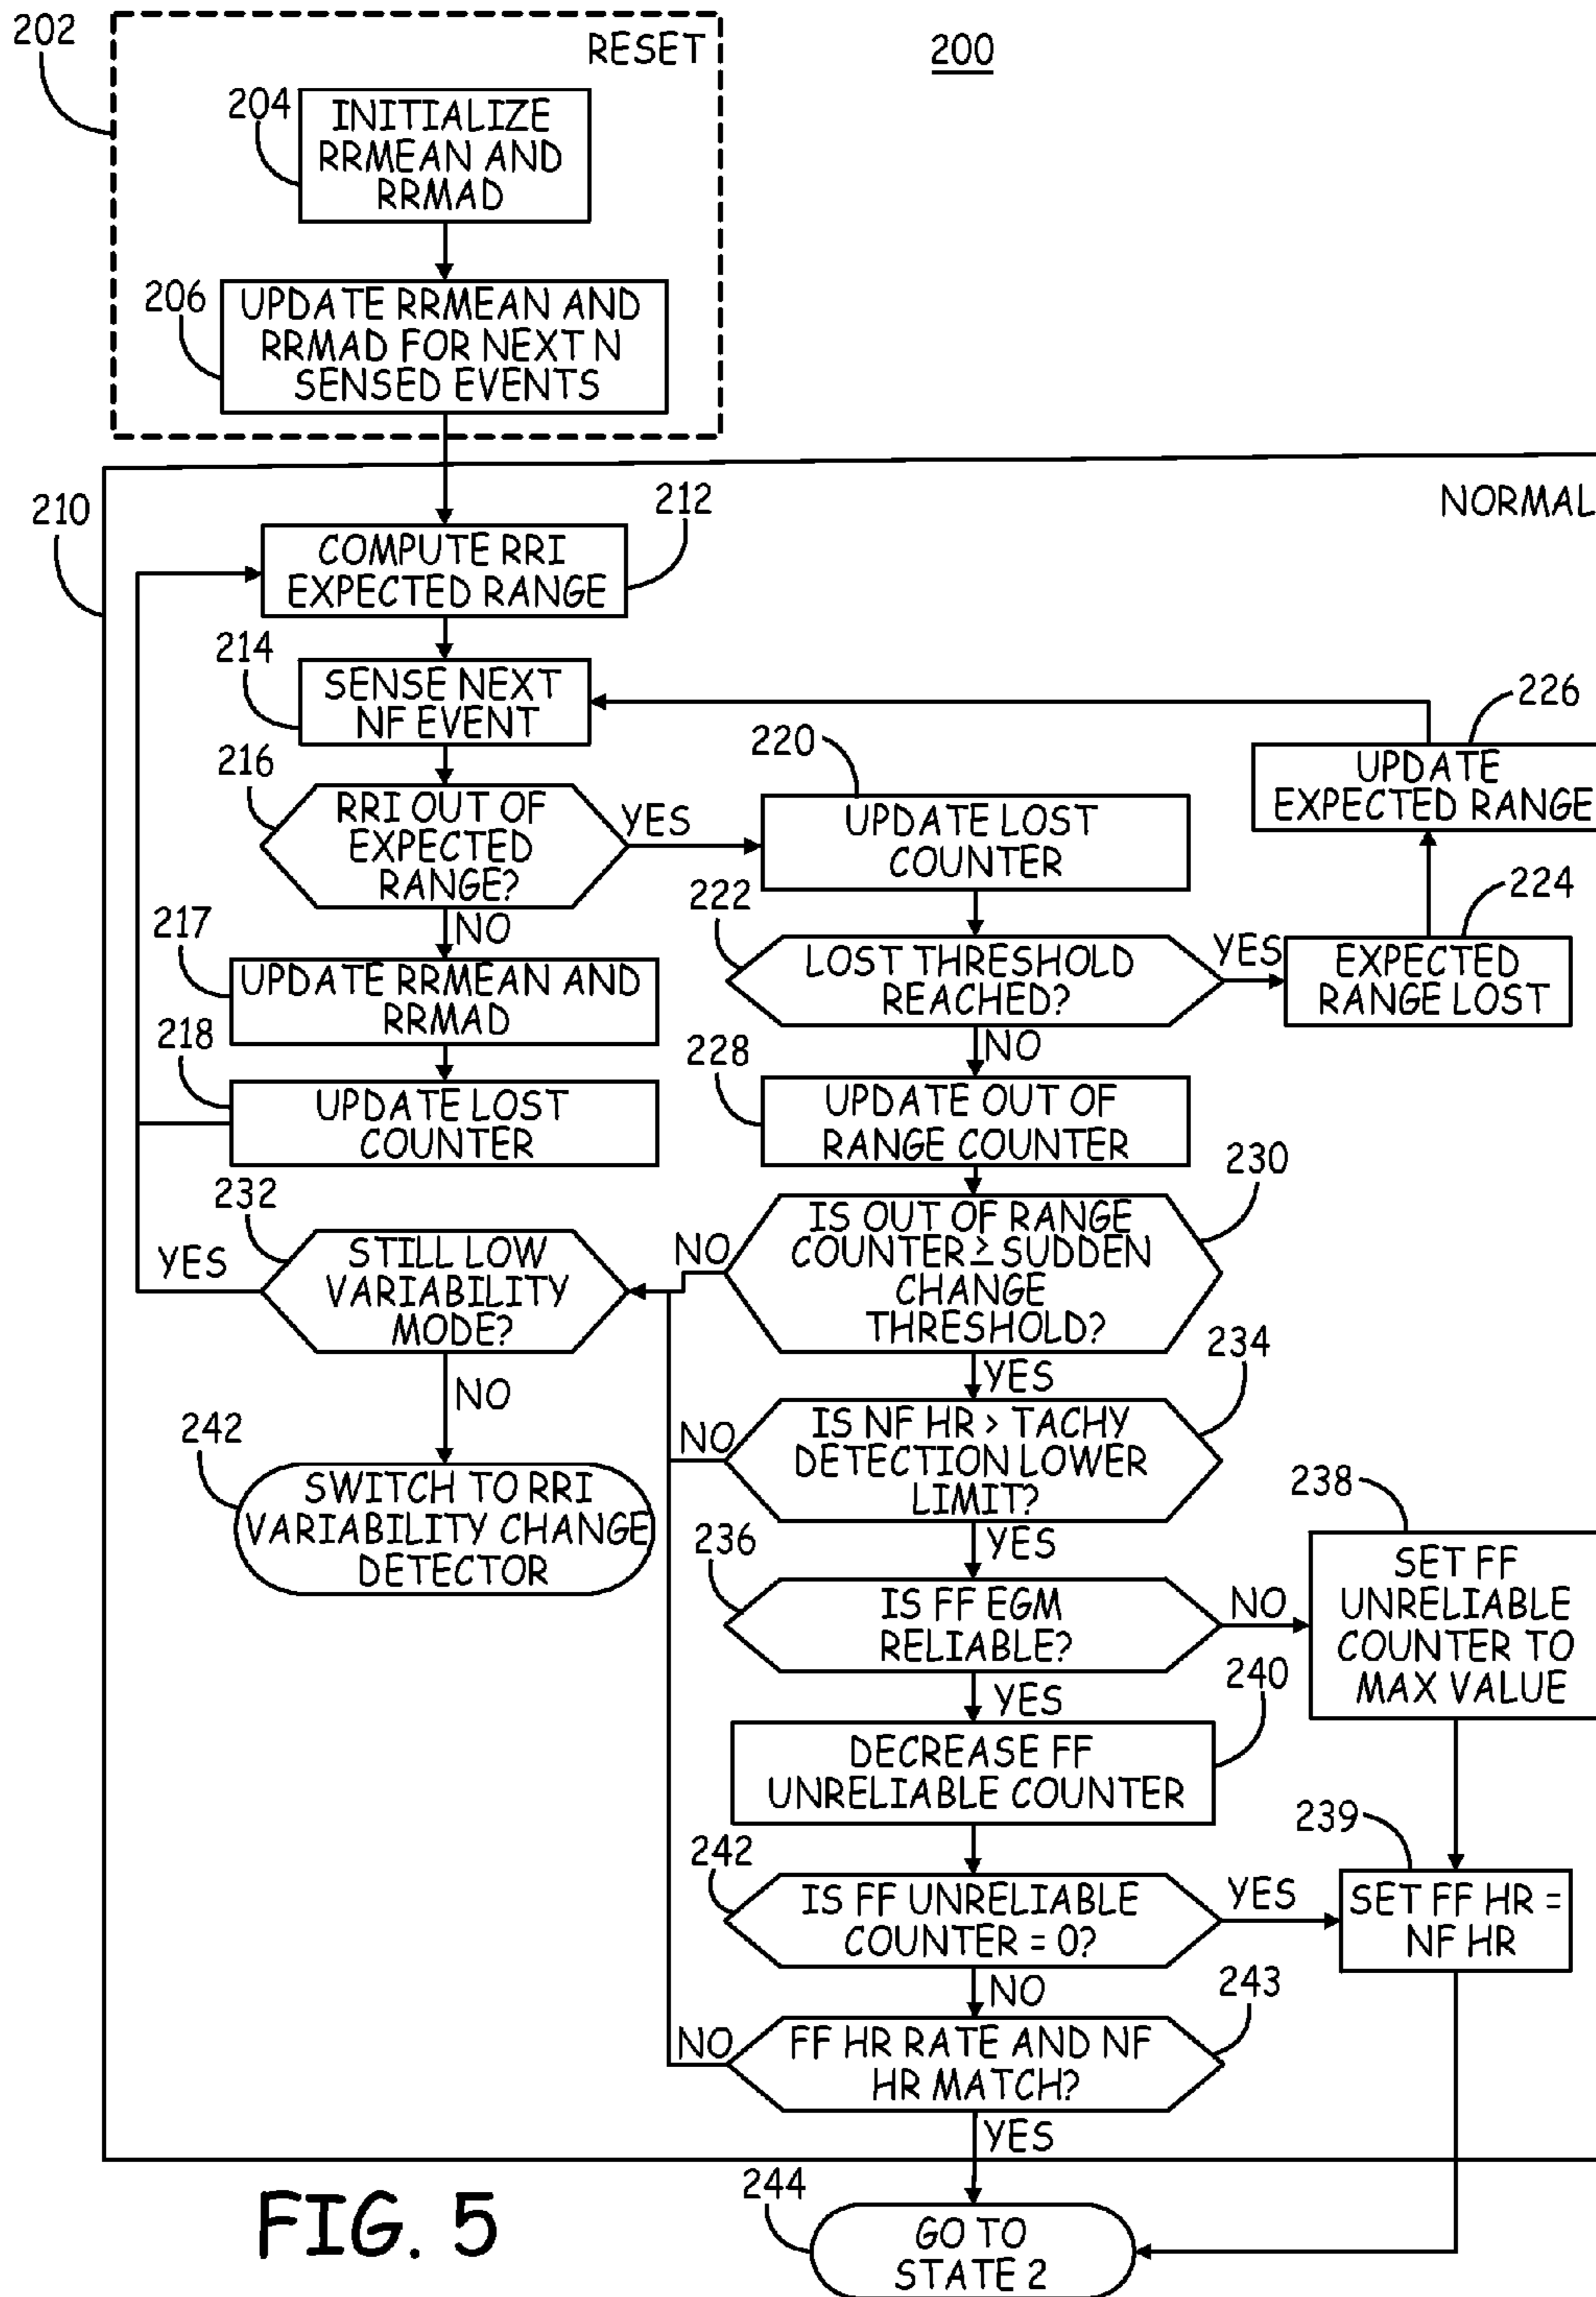 202
RESET
200
204
INITIALIZE
RRMEAN AND
RRMAD
206
UPDATE RRMEAN AND
RRMAD FOR NEXT N
SENSED EVENTS
210
NORMAL
212
COMPUTE RRI
EXPECTED RANGE
214
SENSE NEXT
NF EVENT
226
UPDATE
EXPECTED RANGE
216
RRI OUT OF
EXPECTED
RANGE?
YES
220
UPDATE LOST
COUNTER
224
EXPECTED
RANGE LOST
222
LOST THRESHOLD
REACHED?
YES
NO
217
UPDATE RRMEAN AND
RRMAD
218
UPDATE LOST
COUNTER
NO
228
UPDATE OUT OF
RANGE COUNTER
230
IS OUT OF RANGE
COUNTER ≥ SUDDEN
CHANGE
THRESHOLD?
NO
232
STILL LOW
VARIABILITY
MODE?
YES
NO
242
SWITCH TO RRI
VARIABILITY CHANGE
DETECTOR
YES
234
IS NF HR > TACHY
DETECTION LOWER
LIMIT?
NO
YES
236
IS FF EGM
RELIABLE?
NO
238
SET FF
UNRELIABLE
COUNTER TO
MAX VALUE
YES
240
DECREASE FF
UNRELIABLE COUNTER
239
SET FF HR =
NF HR
242
IS FF UNRELIABLE
COUNTER = 0?
YES
NO
243
FF HR RATE AND NF
HR MATCH?
NO
YES
244
GO TO
STATE 2
FIG. 5